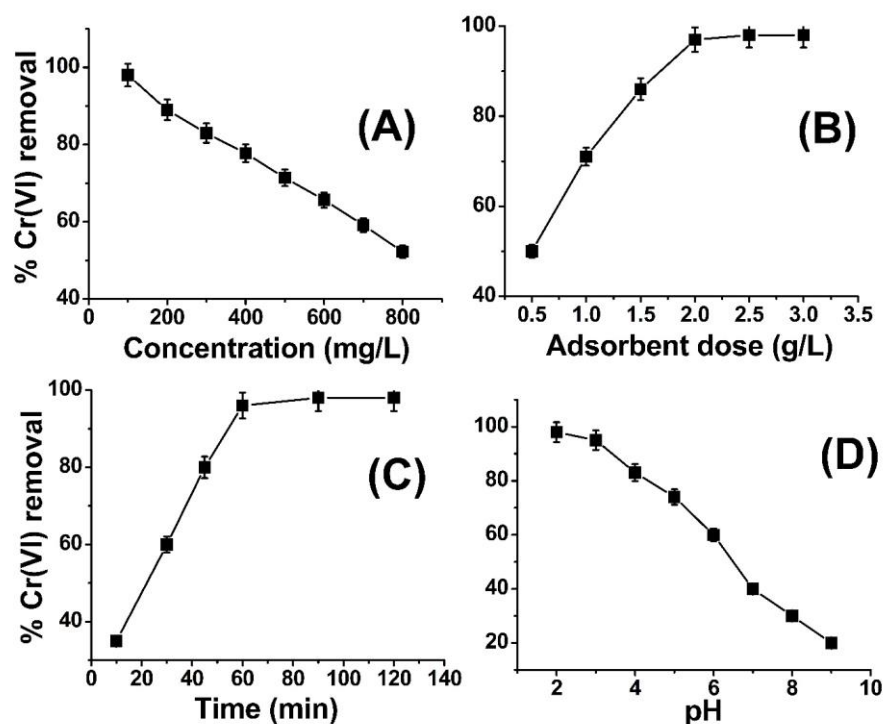 100
80
60
40
% Cr(VI) removal
(A)
0 200 400 600 800
Concentration (mg/L)
100
80
60
40
(B)
0.5 1.0 1.5 2.0 2.5 3.0 3.5
Adsorbent dose (g/L)
100
80
60
40
% Cr(VI) removal
(C)
0 20 40 60 80 100 120 140
Time (min)
100
80
60
40
20
(D)
2 4 6 8 10
pH